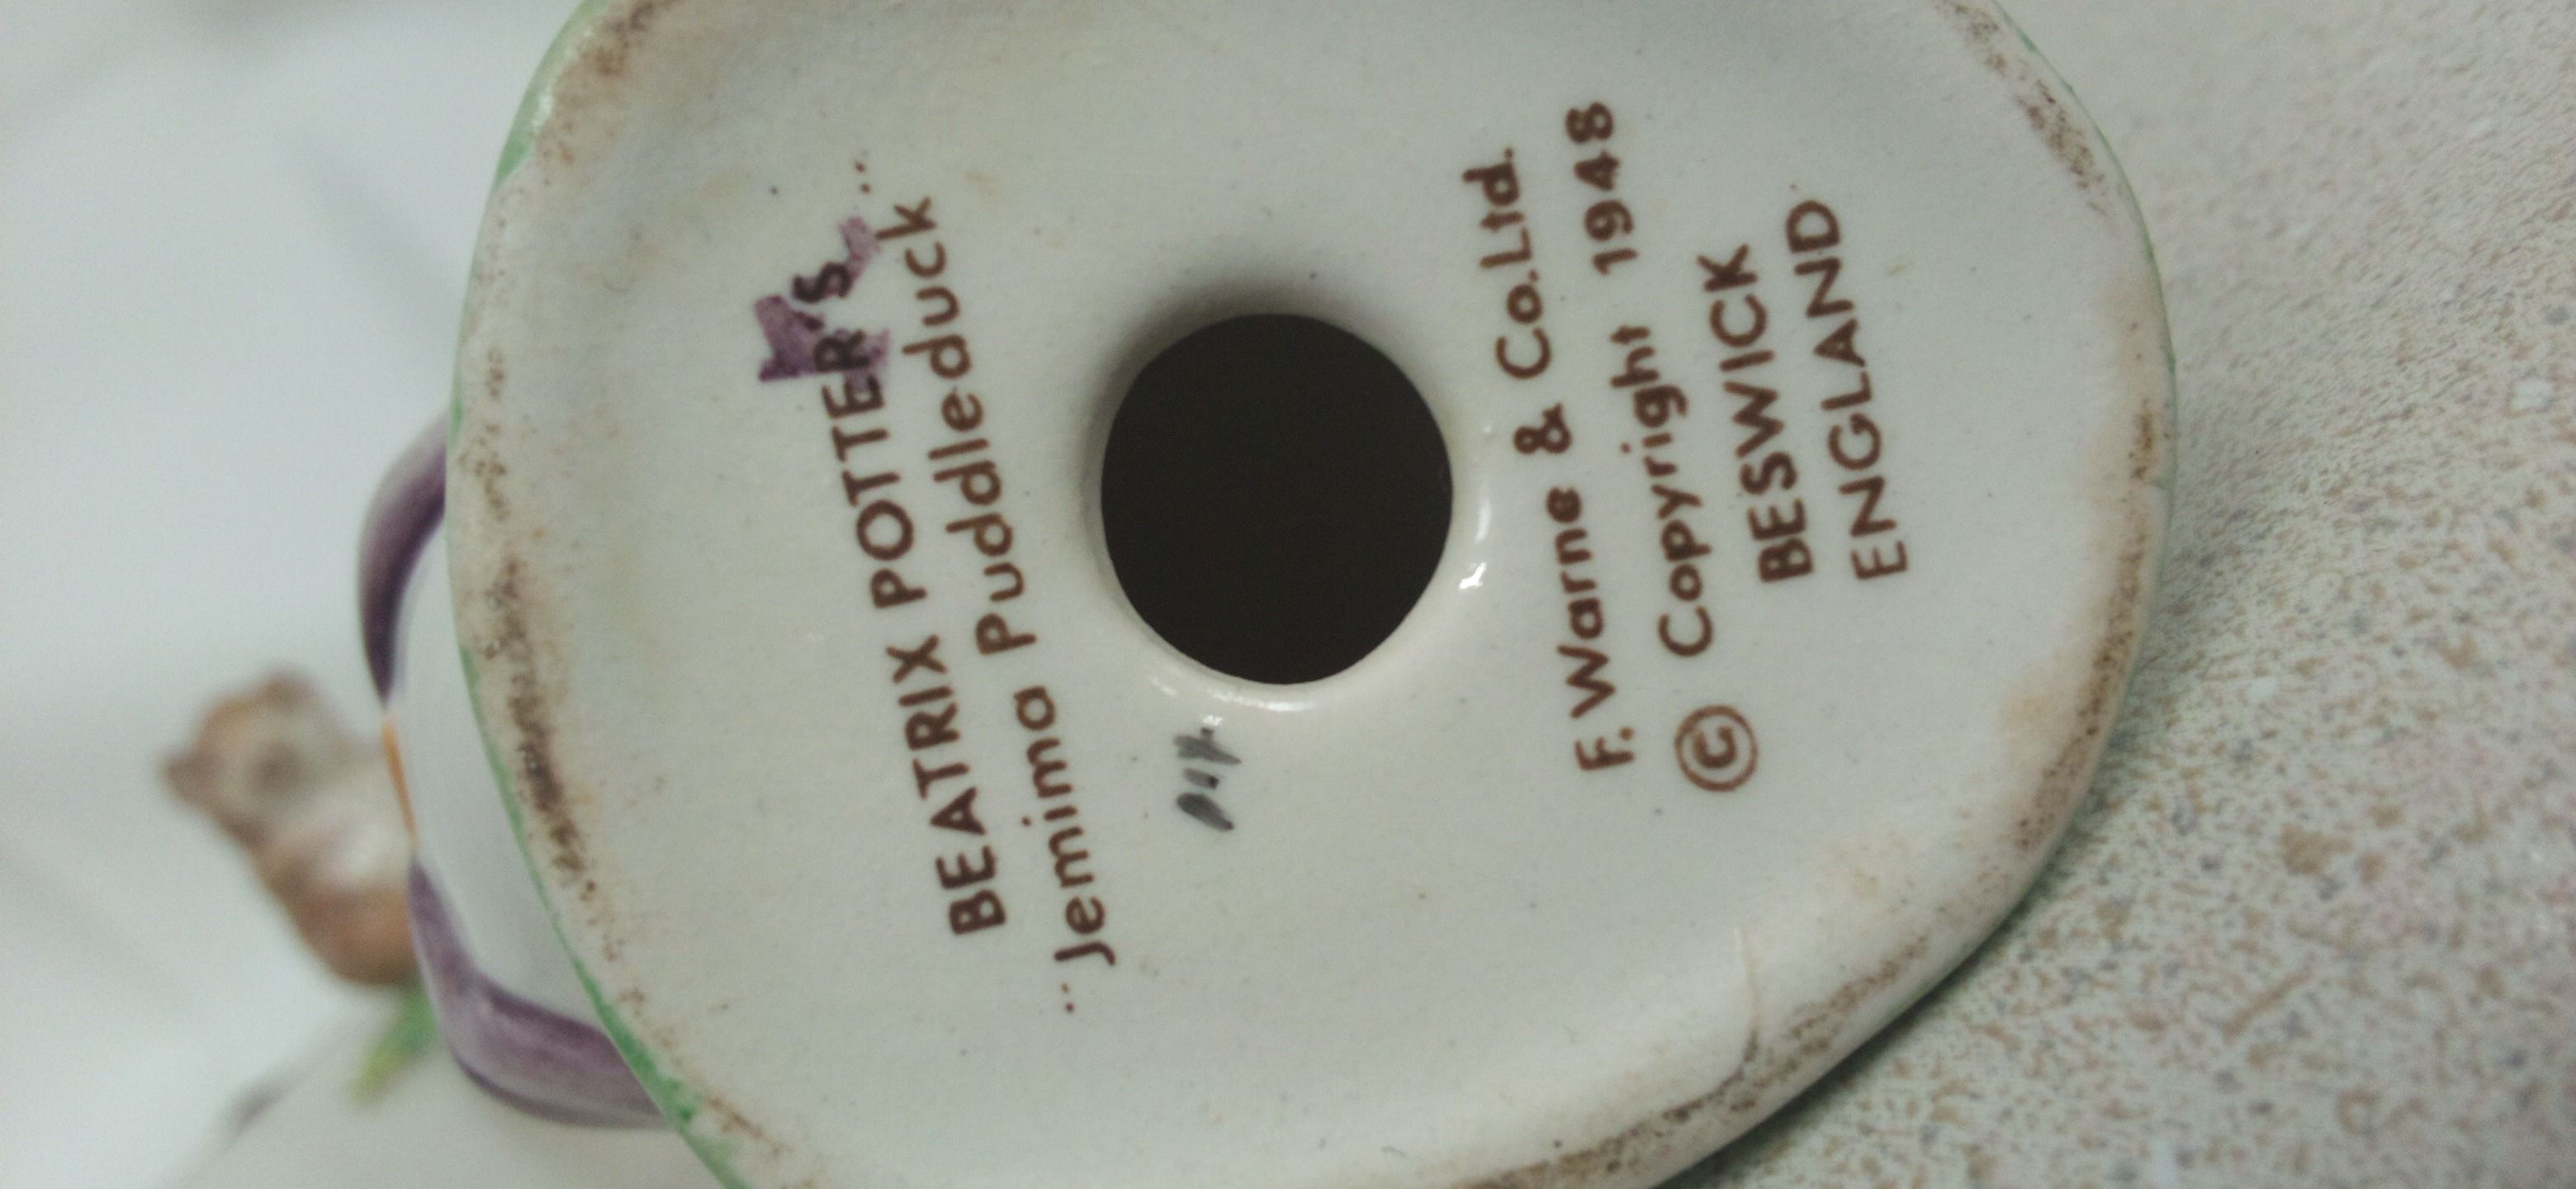 BEATRIX POTTER'S
"Jemima Puddleduck"
F. Warne & Co.Ltd.
© Copyright 1948
BESWICK
ENGLAND